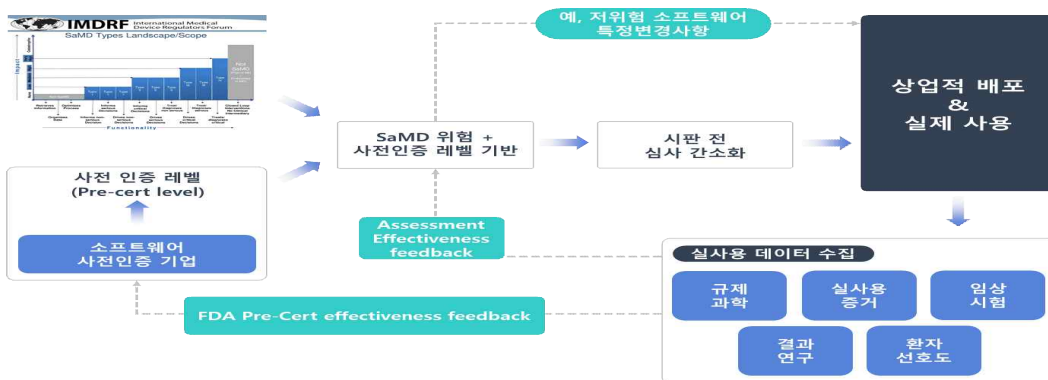 IMDRF International Medical
Device Regulators Forum
SaMD Types Landscape/Scope
Functionality
예, 저위험 소프트웨어
특정변경사항
상업적 배포
&
실제 사용
SaMD 위험 +
사전인증 레벨 기반
시판 전
심사 간소화
사전 인증 레벨
(Pre-cert level)
소프트웨어
사전인증 기업
Assessment
Effectiveness
feedback
FDA Pre-Cert effectiveness feedback
실사용 데이터 수집
규제
과학
실사용
증거
임상
시험
결과
연구
환자
선호도